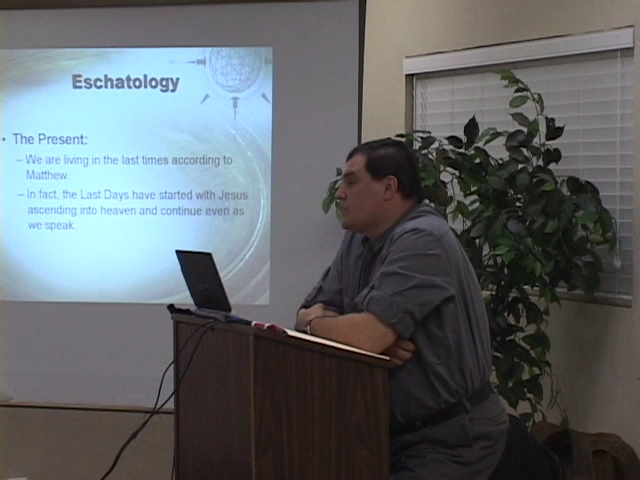 Eschatology
• The Present:
– We are living in the last times according to
Matthew.
– In fact, the Last Days have started with Jesus
ascending into heaven and continue even as
we speak.